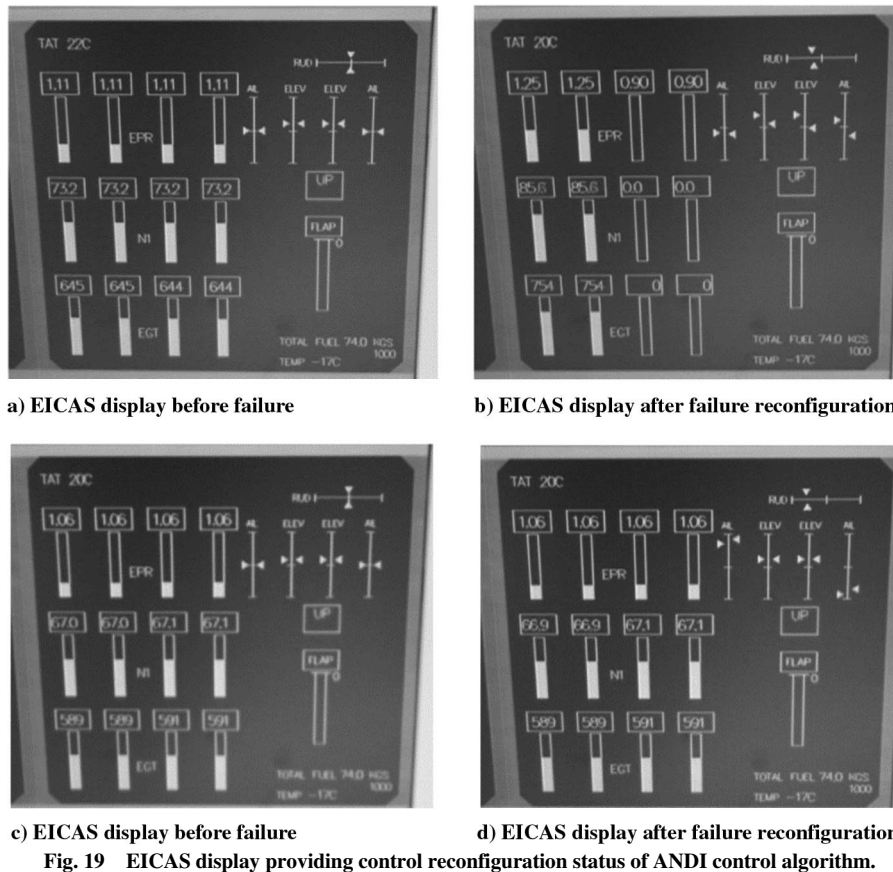 TAT 22C
RUD
1.11 1.11 1.11 1.11 AIL ELEV ELEV AIL
EPR
UP
73.2 73.2 73.2 73.2
FLAP
N1 0
645 645 644 644
EGT
TOTAL FUEL 74.0 KGS
1000
TEMP -17C
a) EICAS display before failure
TAT 20C
RUD
1.25 1.25 0.90 0.90 AIL ELEV ELEV AIL
EPR
UP
85.6 85.6 0.0 0.0
FLAP
N1 0
754 754 0 0
EGT
TOTAL FUEL 74.0 KGS
1000
TEMP -17C
b) EICAS display after failure reconfiguration
TAT 20C
RUD
1.06 1.06 1.06 1.06 AIL ELEV ELEV AIL
EPR
UP
67.0 67.0 67.1 67.1
FLAP
N1 0
589 589 591 591
EGT
TOTAL FUEL 74.0 KGS
1000
TEMP -17C
c) EICAS display before failure
TAT 20C
RUD
1.06 1.06 1.06 1.06 AIL ELEV ELEV AIL
EPR
UP
66.9 66.9 67.1 67.1
FLAP
N1 0
589 589 591 591
EGT
TOTAL FUEL 74.0 KGS
1000
TEMP -17C
d) EICAS display after failure reconfiguration
Fig. 19 EICAS display providing control reconfiguration status of ANDI control algorithm.